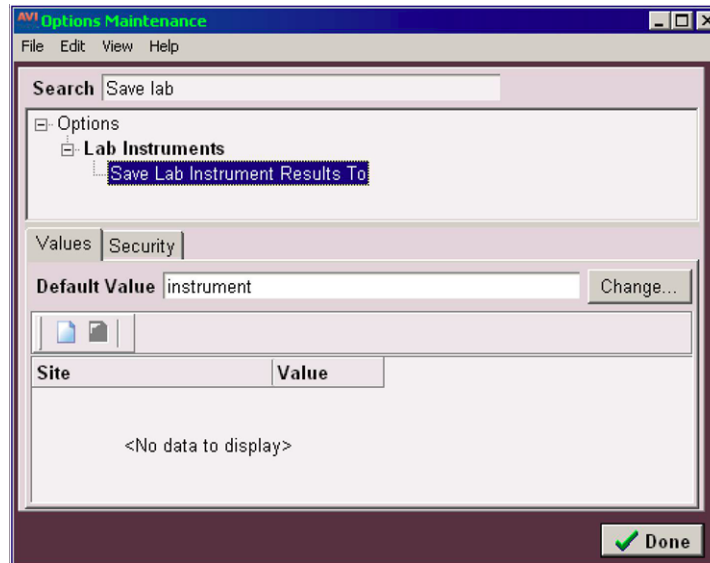 AVI Options Maintenance
File Edit View Help
Search Save lab
Options
Lab Instruments
Save Lab Instrument Results To
Values Security
Default Value instrument Change...
Site Value
<No data to display>
Done